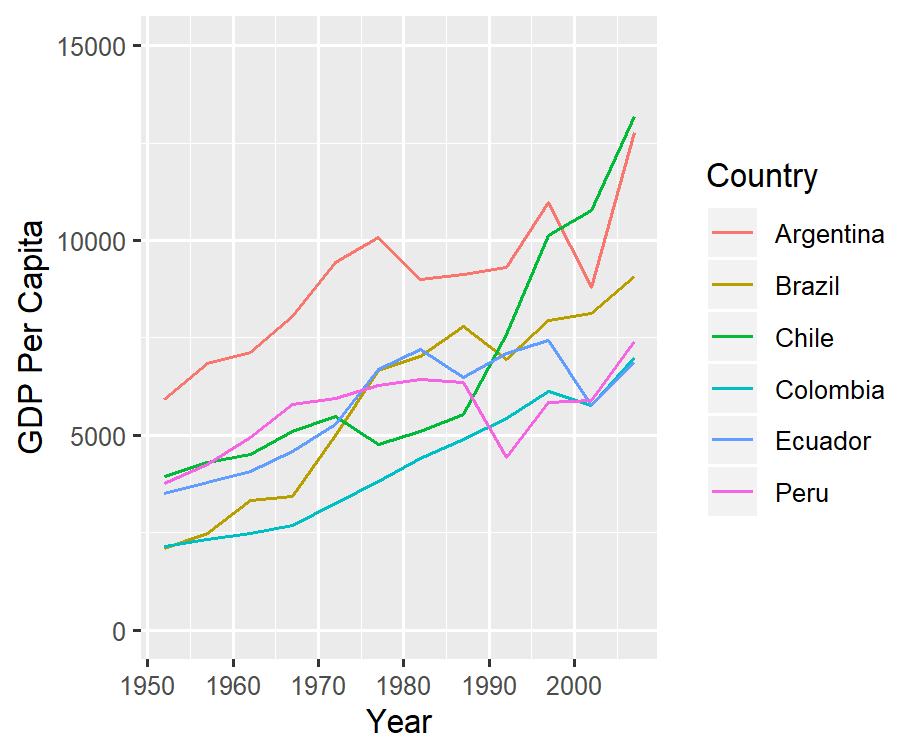 15000
10000
5000
0
GDP Per Capita
1950 1960 1970 1980 1990 2000
Year
Country
Argentina
Brazil
Chile
Colombia
Ecuador
Peru